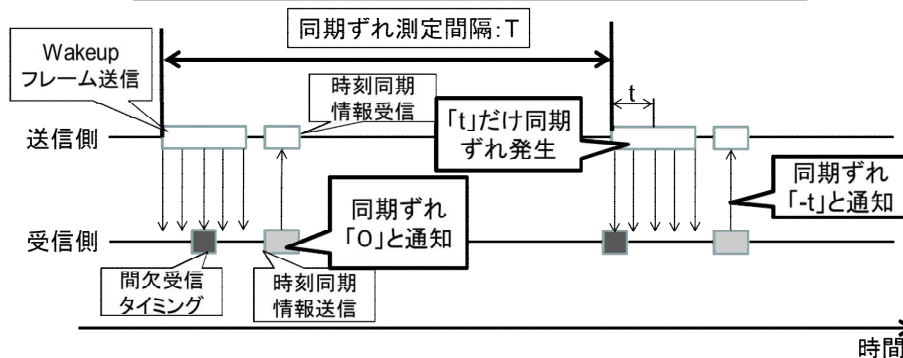 同期ずれ測定間隔:T
Wakeup
フレーム送信
時刻同期
情報受信
t
送信側
「t」だけ同期
ずれ発生
同期ずれ
「0」と通知
同期ずれ
「-t」と通知
受信側
間欠受信
タイミング
時刻同期
情報送信
時間